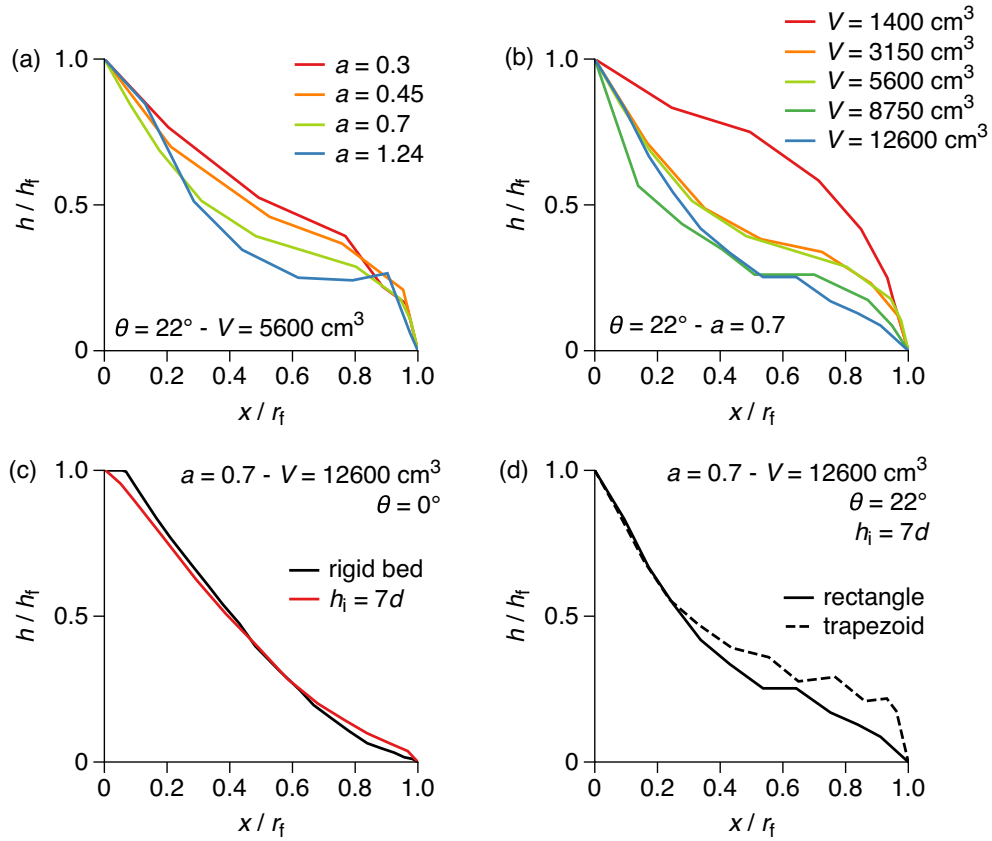 (a)
a = 0.3
a = 0.45
a = 0.7
a = 1.24
θ = 22° - V = 5600 cm³
1.0
0.5
0
h / hf
0 0.2 0.4 0.6 0.8 1.0
x / rf
(b)
V = 1400 cm³
V = 3150 cm³
V = 5600 cm³
V = 8750 cm³
V = 12600 cm³
θ = 22° - a = 0.7
1.0
0.5
0
h / hf
0 0.2 0.4 0.6 0.8 1.0
x / rf
(c)
a = 0.7 - V = 12600 cm³
θ = 0°
rigid bed
hi = 7d
1.0
0.5
0
h / hf
0 0.2 0.4 0.6 0.8 1.0
x / rf
(d)
a = 0.7 - V = 12600 cm³
θ = 22°
hi = 7d
rectangle
trapezoid
1.0
0.5
0
h / hf
0 0.2 0.4 0.6 0.8 1.0
x / rf